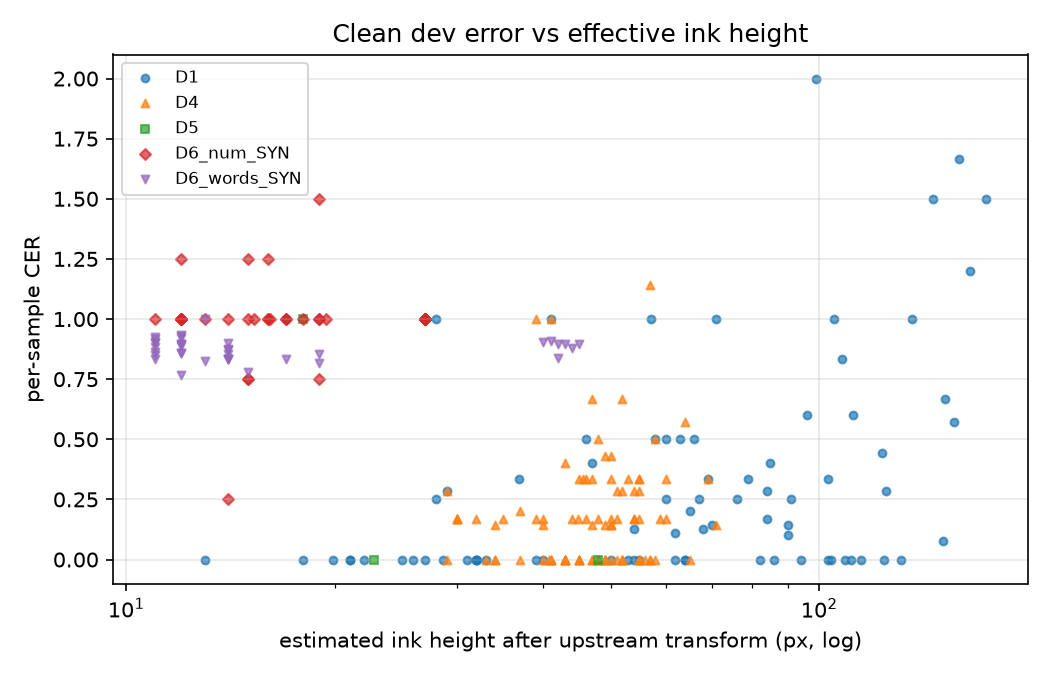 Clean dev error vs effective ink height
D1
D4
D5
D6_num_SYN
D6_words_SYN
per-sample CER
2.00
1.75
1.50
1.25
1.00
0.75
0.50
0.25
0.00
10¹
10²
estimated ink height after upstream transform (px, log)